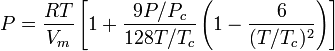 P = \frac{RT}{V_m} \left[ 1 + \frac{9P/P_c}{128T/T_c} \left( 1 - \frac{6}{(T/T_c)^2} \right) \right]